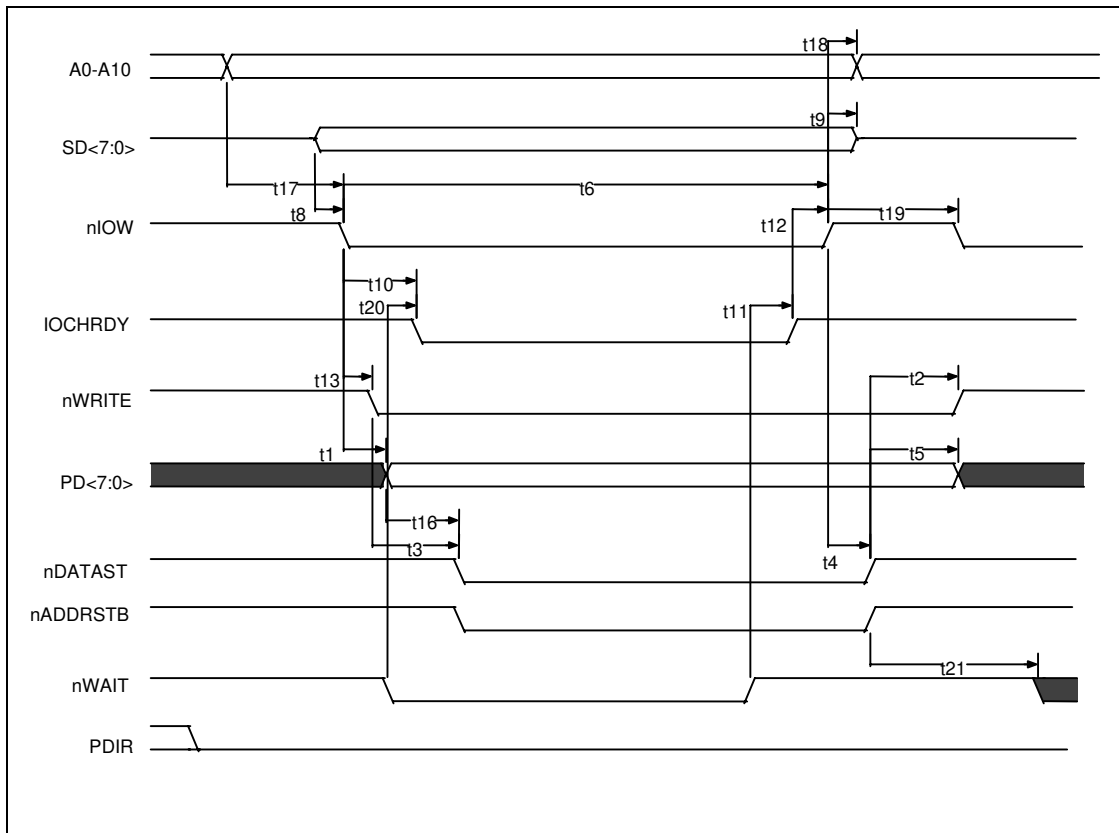 t18
A0-A10
t9
SD<7:0>
t17
t6
t8
t12
t19
nIOW
t10
t20
t11
IOCHRDY
t13
t2
nWRITE
t1
t5
PD<7:0>
t16
t3
t4
nDATAST
nADDRSTB
t21
nWAIT
PDIR